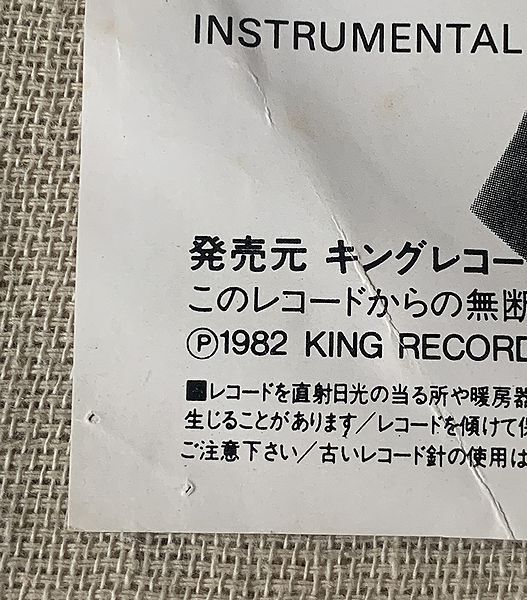 INSTRUMENTAL
発売元 キングレコー
このレコードからの無断
Ⓟ1982 KING RECORD
■レコードを直射日光の当る所や暖房器
生じることがあります/レコードを傾けて保
ご注意下さい/古いレコード針の使用は